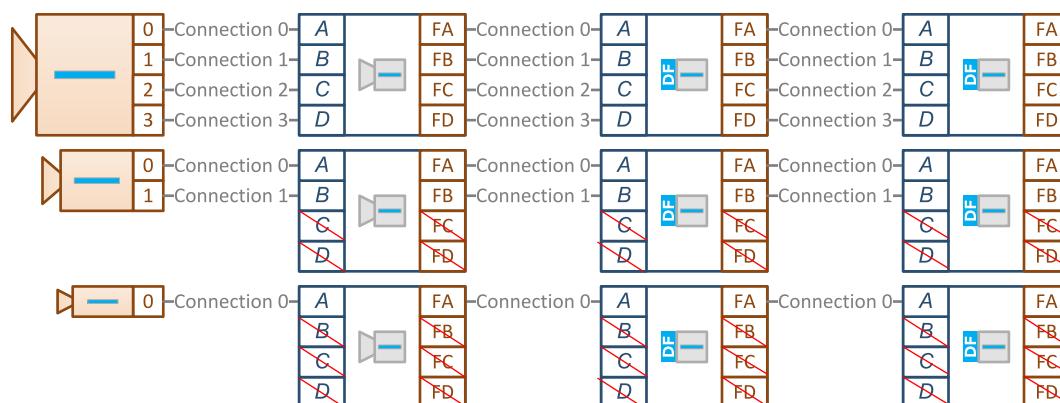 0 Connection 0 A FA Connection 0 A FA Connection 0 A FA
1 Connection 1 B FB Connection 1 B FB Connection 1 B FB
2 Connection 2 C FC Connection 2 C FC Connection 2 C FC
DF DF
3 Connection 3 D FD Connection 3 D FD Connection 3 D FD
0 Connection 0 A FA Connection 0 A FA Connection 0 A FA
1 Connection 1 B FB Connection 1 B FB Connection 1 B FB
DF DF
C FC C FC C FC
D FD D FD D FD
0 Connection 0 A FA Connection 0 A FA Connection 0 A FA
B FB B FB B FB
DF DF
C FC C FC C FC
D FD D FD D FD